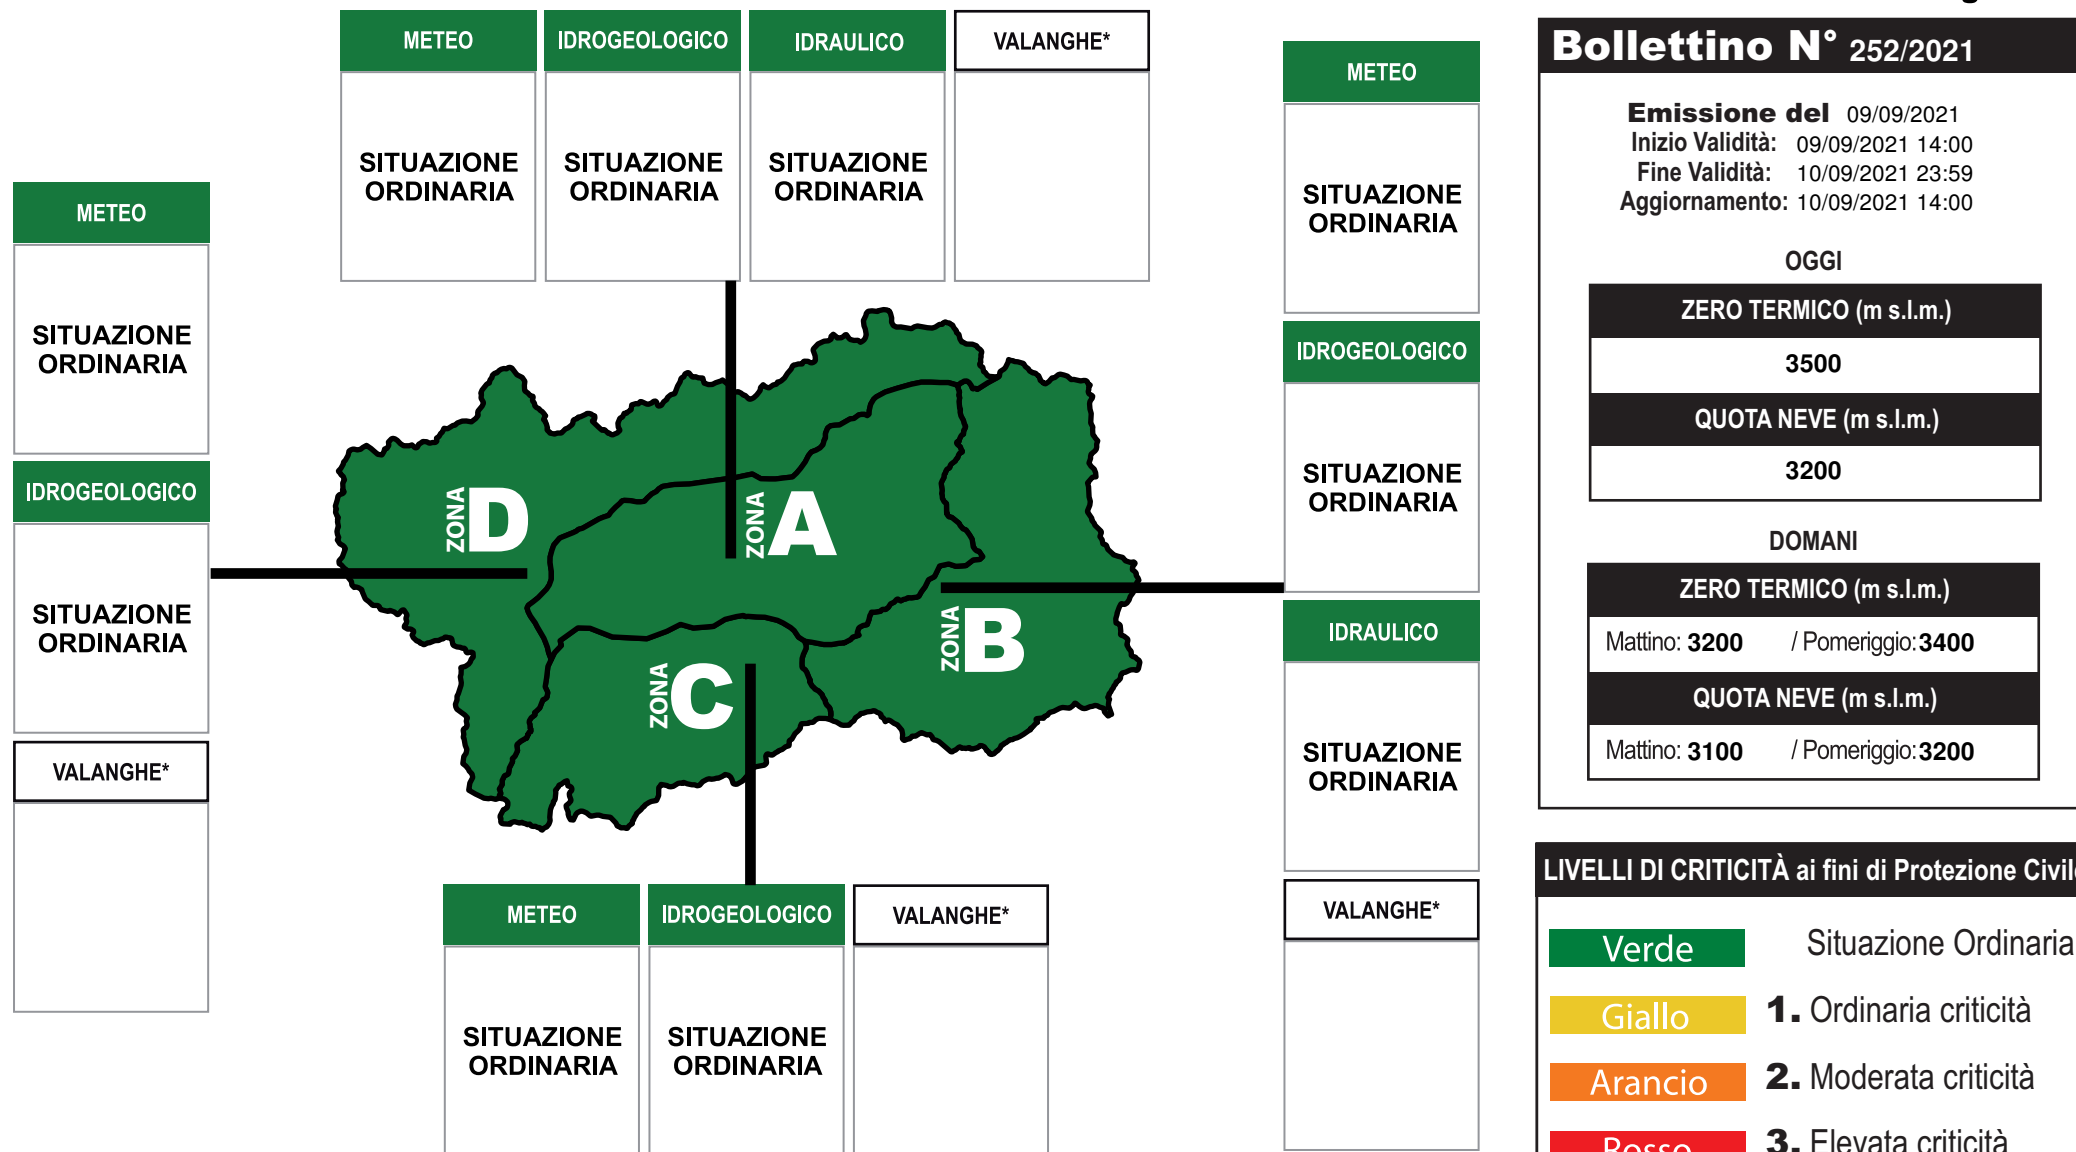 METEO
IDROGEOLOGICO
IDRAULICO
VALANGHE*
SITUAZIONE
ORDINARIA
SITUAZIONE
ORDINARIA
SITUAZIONE
ORDINARIA
METEO
SITUAZIONE
ORDINARIA
IDROGEOLOGICO
SITUAZIONE
ORDINARIA
VALANGHE*
ZONA D
ZONA A
ZONA B
ZONA C
METEO
SITUAZIONE
ORDINARIA
IDROGEOLOGICO
SITUAZIONE
ORDINARIA
IDRAULICO
SITUAZIONE
ORDINARIA
VALANGHE*
METEO
IDROGEOLOGICO
VALANGHE*
SITUAZIONE
ORDINARIA
SITUAZIONE
ORDINARIA
Bollettino N° 252/2021
Emissione del 09/09/2021
Inizio Validità: 09/09/2021 14:00
Fine Validità: 10/09/2021 23:59
Aggiornamento: 10/09/2021 14:00
OGGI
ZERO TERMICO (m s.l.m.)
3500
QUOTA NEVE (m s.l.m.)
3200
DOMANI
ZERO TERMICO (m s.l.m.)
Mattino: 3200 / Pomeriggio: 3400
QUOTA NEVE (m s.l.m.)
Mattino: 3100 / Pomeriggio: 3200
LIVELLI DI CRITICITÀ ai fini di Protezione Civile
Verde Situazione Ordinaria
Giallo 1. Ordinaria criticità
Arancio 2. Moderata criticità
Rosso 3. Elevata criticità